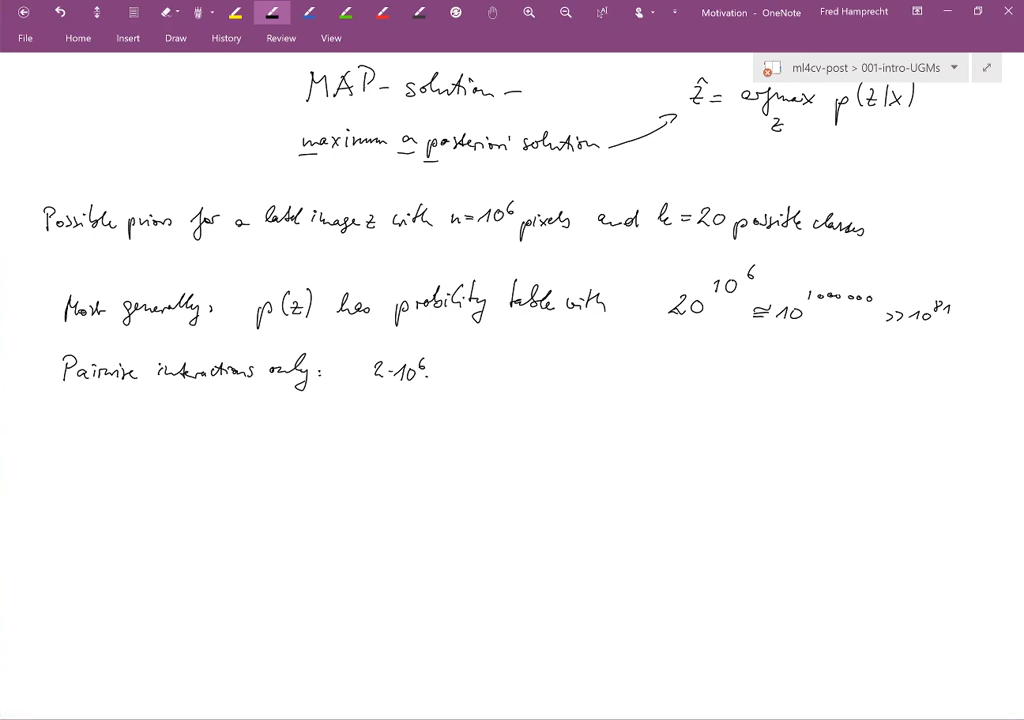 Motivation - OneNote
Fred Hamprecht
File Home Insert Draw History Review View
ml4cv-post > 001-intro-UGMs
MAP - solution - ẑ = argmax p(z|x)
z
maximum a posteriori solution
Possible priors for a label image z with n = 10⁶ pixels and k = 20 possible classes
Most generally, p(z) has probility table with 20^10^6 ≅ 10^1000000 >> 10^81
Pairwise interactions only: 2·10⁶.